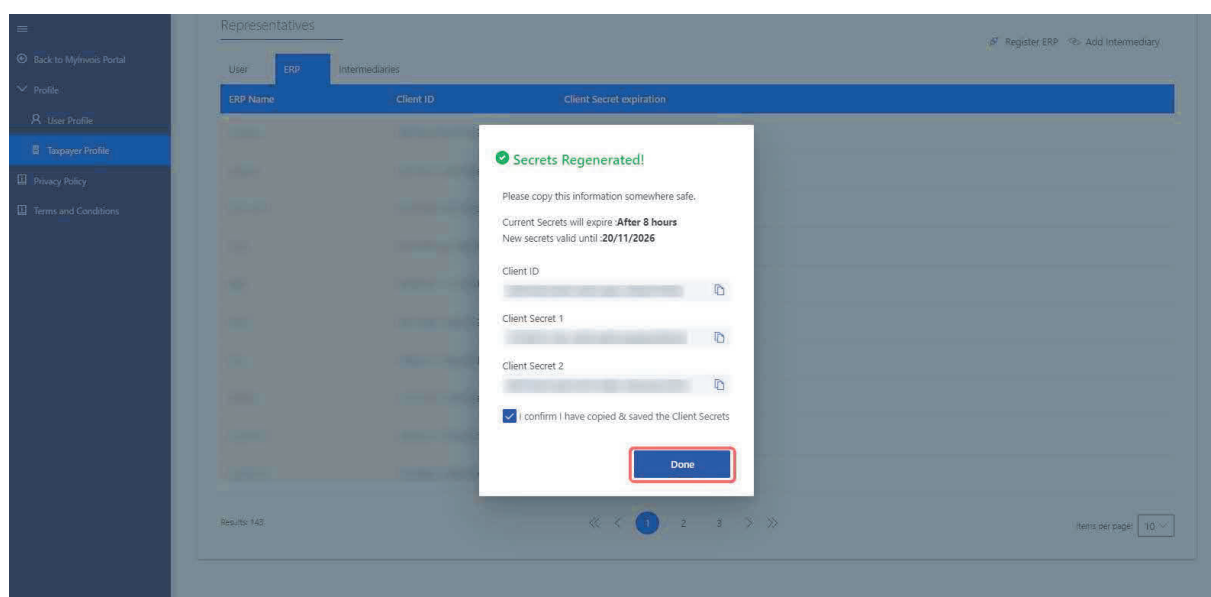 Representatives
Register ERP
Add Intermediary
Back to MyInvois Portal
Profile
User Profile
Taxpayer Profile
Privacy Policy
Terms and Conditions
User
ERP
Intermediaries
ERP Name
Client ID
Client Secret expiration
Secrets Regenerated!
Please copy this information somewhere safe.
Current Secrets will expire :After 8 hours
New secrets valid until :20/11/2026
Client ID
Client Secret 1
Client Secret 2
I confirm I have copied & saved the Client Secrets
Done
Results: 143
1 2 3
Items per page: 10